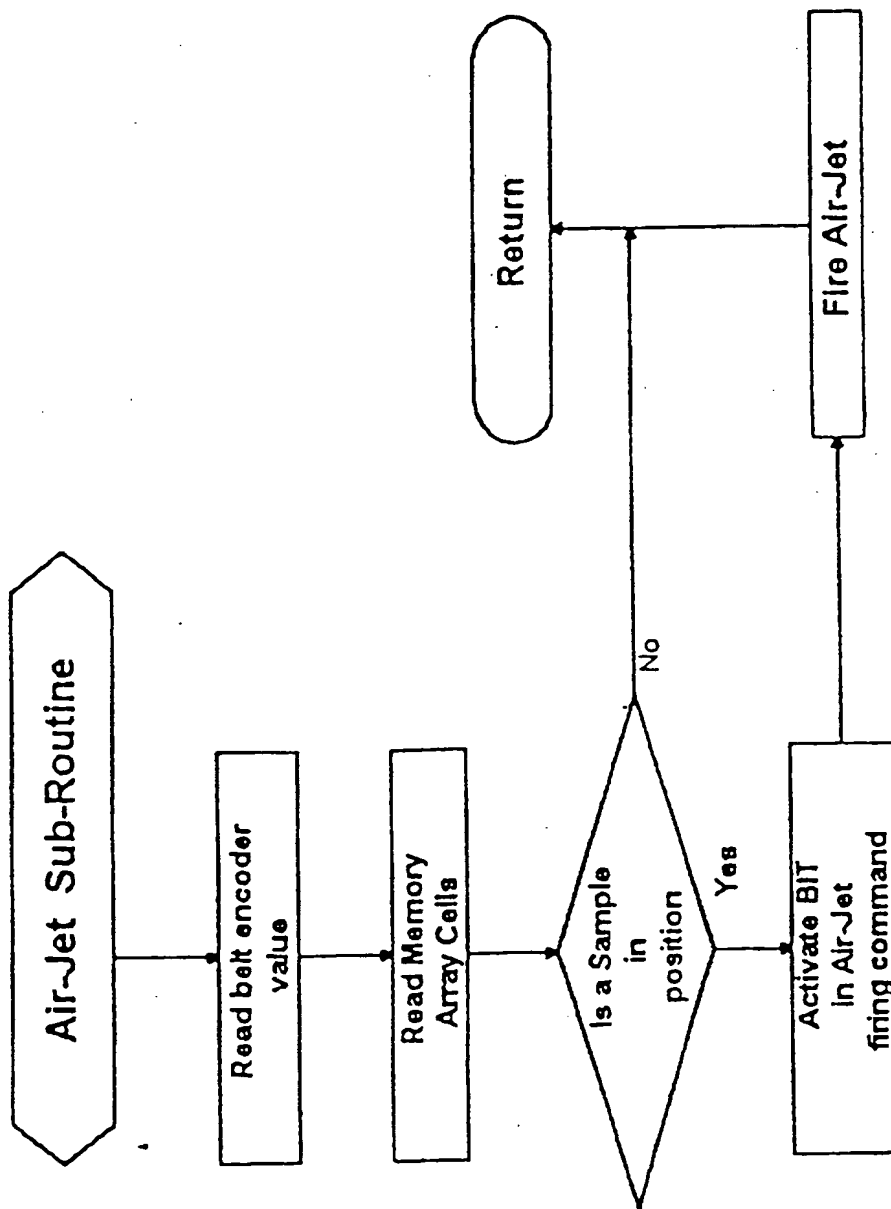 Air-Jet Sub-Routine
Read belt encoder
value
Read Memory
Array Cells
Is a Sample
in
position
No
Yes
Activate BIT
in Air-Jet
firing command
Fire Air-Jet
Return